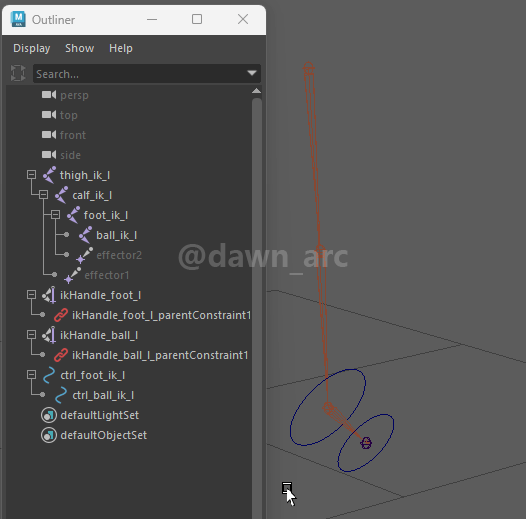 M
Outliner
Display Show Help
Search...
persp
top
front
side
thigh_ik_l
calf_ik_l
foot_ik_l
ball_ik_l
effector2
effector1
ikHandle_foot_l
ikHandle_foot_l_parentConstraint1
ikHandle_ball_l
ikHandle_ball_l_parentConstraint1
ctrl_foot_ik_l
ctrl_ball_ik_l
defaultLightSet
defaultObjectSet
@dawn_arc